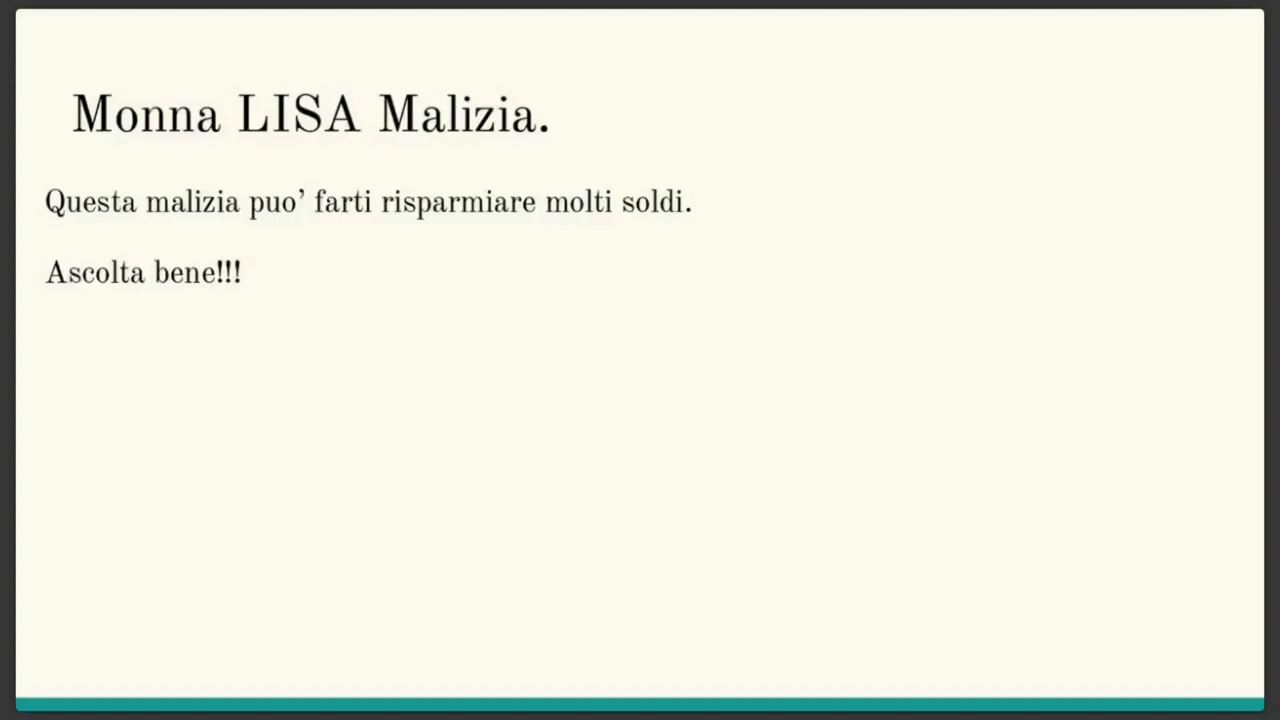 Monna LISA Malizia.
Questa malizia puo’ farti risparmiare molti soldi.
Ascolta bene!!!